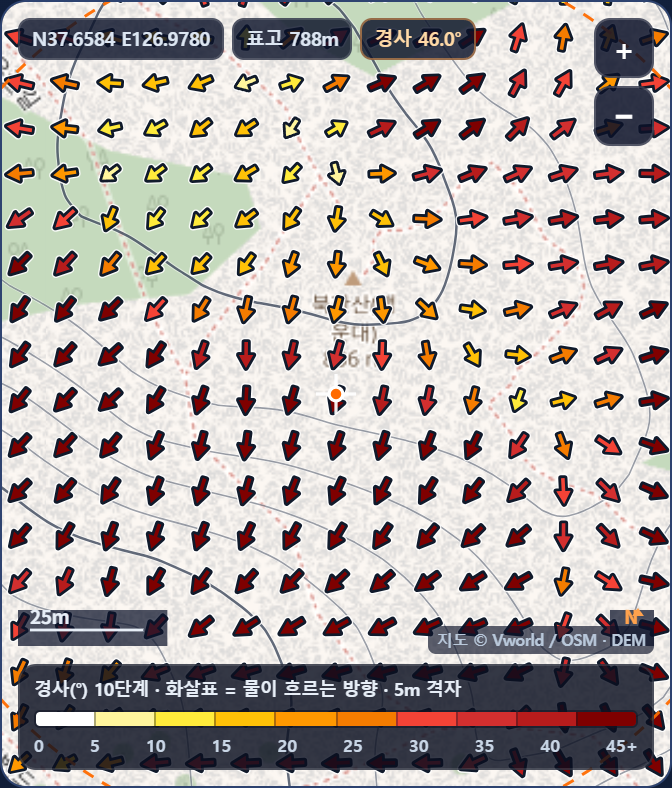 N37.6584 E126.9780
표고 788m
경사 46.0°
+
−
25m
N
지도 © Vworld / OSM · DEM
경사(°) 10단계 · 화살표 = 물이 흐르는 방향 · 5m 격자
0 5 10 15 20 25 30 35 40 45+